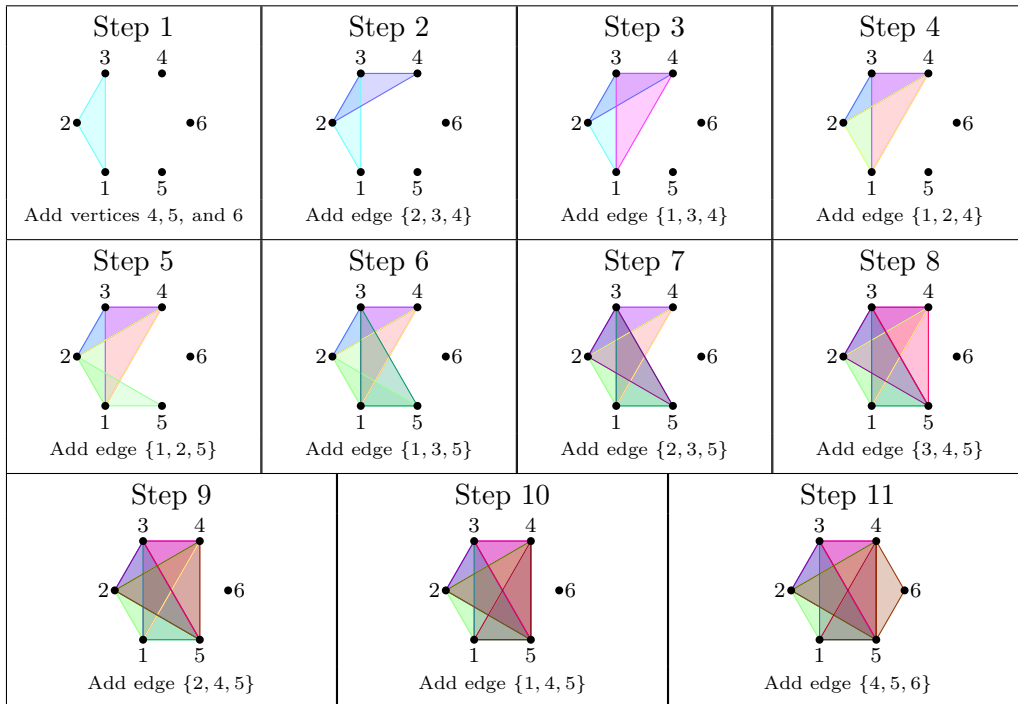 Step 1
3 4
2 6
1 5
Add vertices 4, 5, and 6
Step 2
3 4
2 6
1 5
Add edge {2, 3, 4}
Step 3
3 4
2 6
1 5
Add edge {1, 3, 4}
Step 4
3 4
2 6
1 5
Add edge {1, 2, 4}
Step 5
3 4
2 6
1 5
Add edge {1, 2, 5}
Step 6
3 4
2 6
1 5
Add edge {1, 3, 5}
Step 7
3 4
2 6
1 5
Add edge {2, 3, 5}
Step 8
3 4
2 6
1 5
Add edge {3, 4, 5}
Step 9
3 4
2 6
1 5
Add edge {2, 4, 5}
Step 10
3 4
2 6
1 5
Add edge {1, 4, 5}
Step 11
3 4
2 6
1 5
Add edge {4, 5, 6}